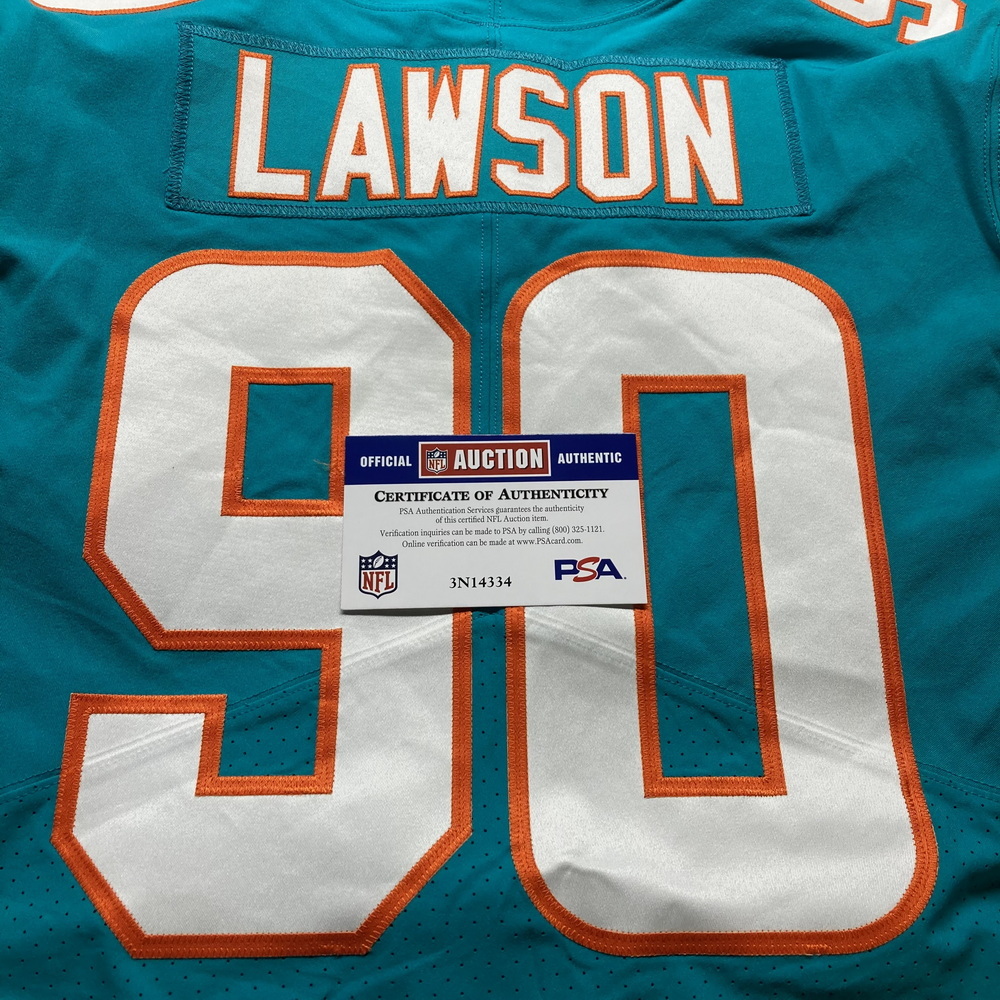 LAWSON
90
OFFICIAL NFL AUCTION AUTHENTIC
CERTIFICATE OF AUTHENTICITY
PSA Authentication Services guarantees the authenticity
of this certified NFL Auction item.
Verification inquiries can be made to PSA by calling (800) 325-1121.
Online verification can be made at www.PSAcard.com.
NFL 3N14334 PSA